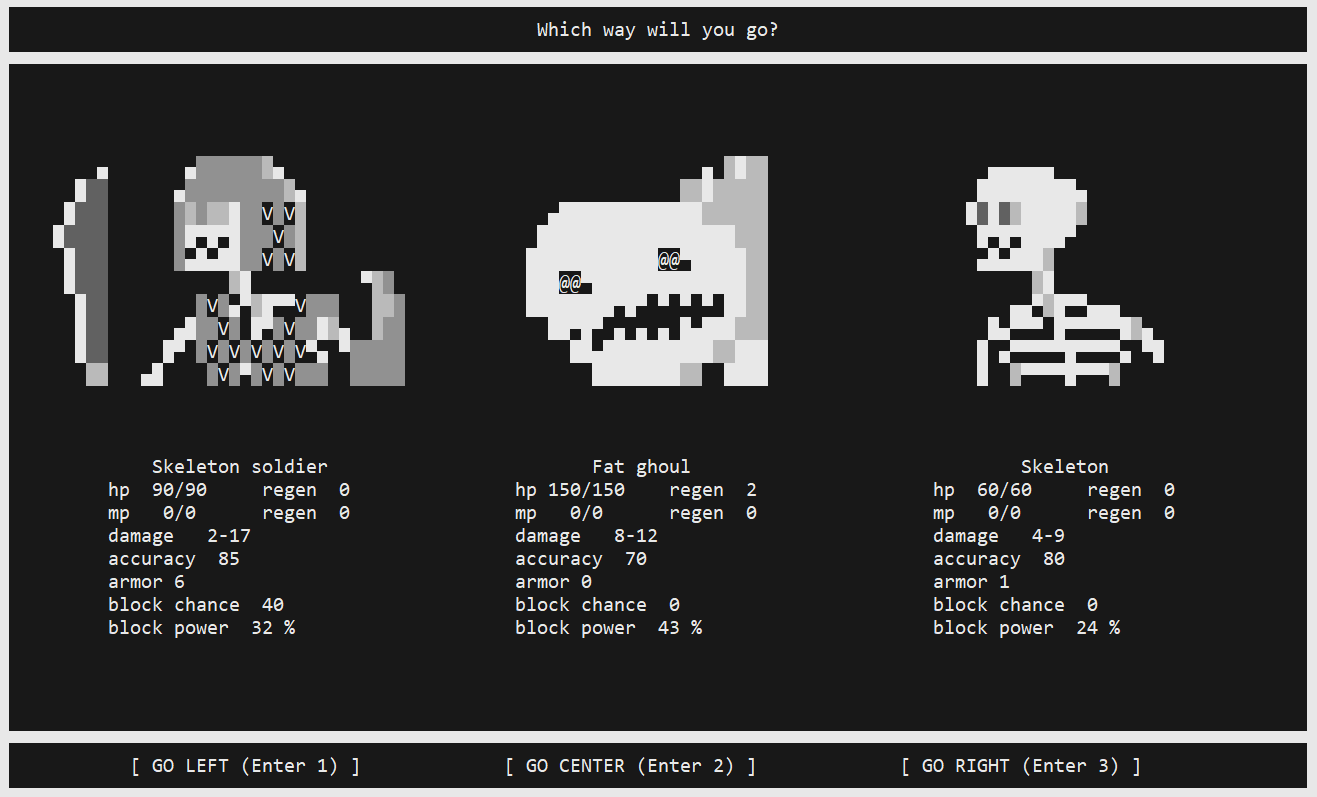 Which way will you go?
V V
V
V V
@@
@@
V V
V V
V V V V V
V V V
Skeleton soldier
hp 90/90 regen 0
mp 0/0 regen 0
damage 2-17
accuracy 85
armor 6
block chance 40
block power 32 %
Fat ghoul
hp 150/150 regen 2
mp 0/0 regen 0
damage 8-12
accuracy 70
armor 0
block chance 0
block power 43 %
Skeleton
hp 60/60 regen 0
mp 0/0 regen 0
damage 4-9
accuracy 80
armor 1
block chance 0
block power 24 %
[ GO LEFT (Enter 1) ]
[ GO CENTER (Enter 2) ]
[ GO RIGHT (Enter 3) ]